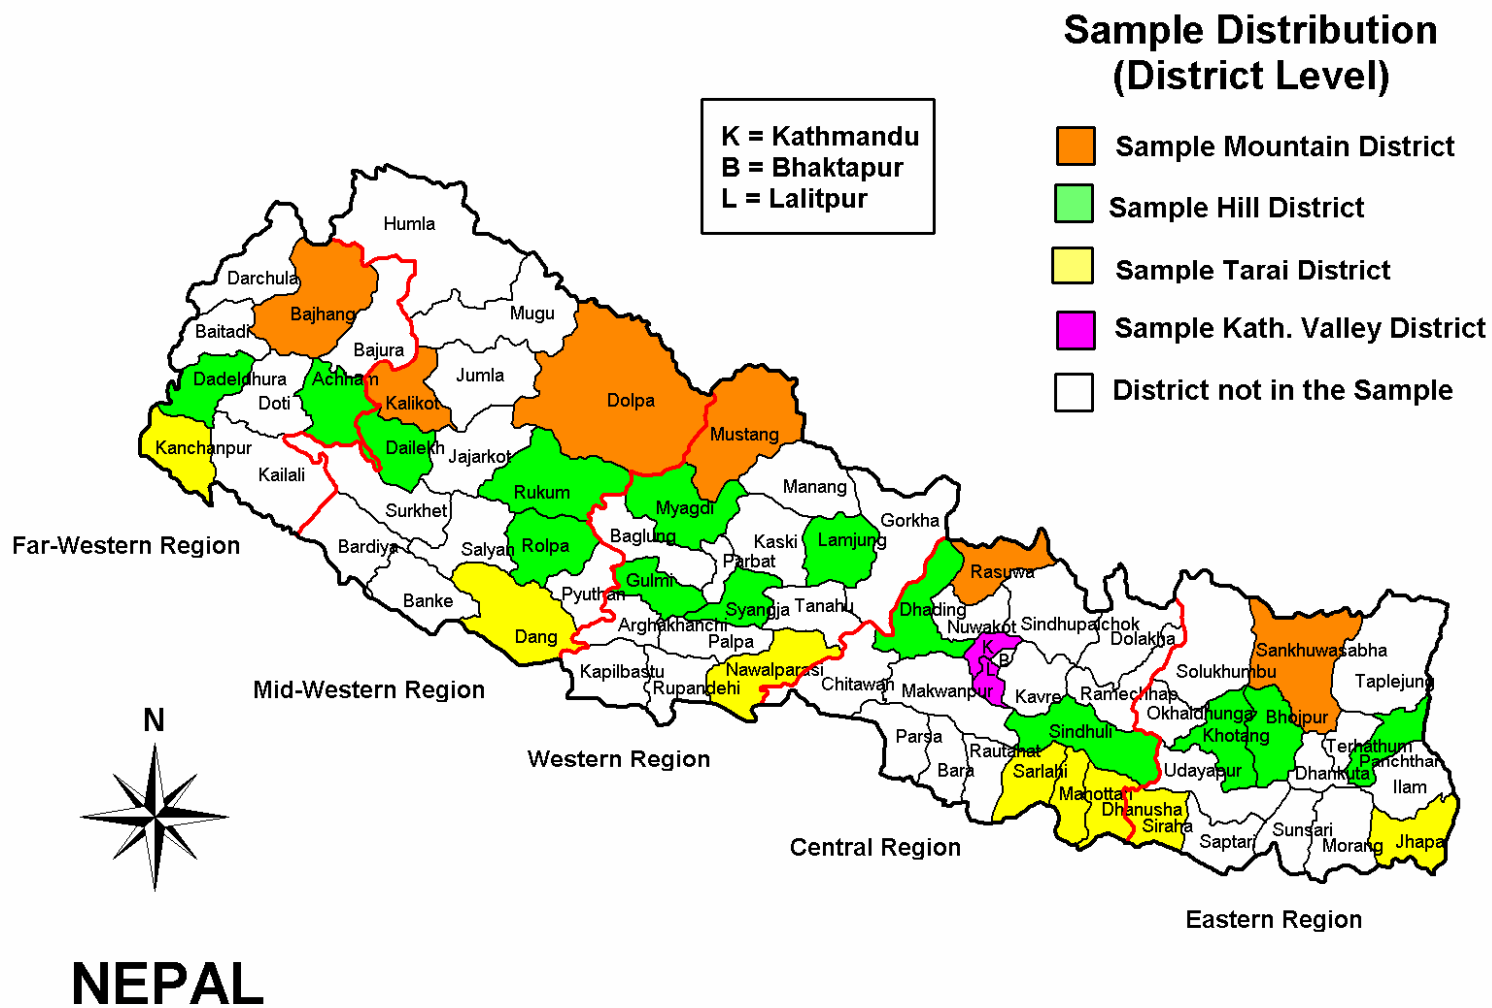 Sample Distribution
(District Level)
K = Kathmandu
B = Bhaktapur
L = Lalitpur
Sample Mountain District
Sample Hill District
Sample Tarai District
Sample Kath. Valley District
District not in the Sample
Humla
Darchula
Bajhang
Mugu
Baitadi
Bajura
Dadeldhura
Achham
Jumla
Doti
Kalikot
Dolpa
Mustang
Kanchanpur
Dailekh
Jajarkot
Kailali
Rukum
Manang
Myagdi
Surkhet
Gorkha
Far-Western Region
Bardiya
Salyan
Rolpa
Baglung
Kaski
Lamjung
Parbat
Rasuwa
Gulmi
Pyuthan
Banke
Syangja
Tanahu
Dhading
Nuwakot
Sindhupalchok
Dolakha
Arghakhanchi
Palpa
Dang
K
B
L
Sankhuwasabha
Kapilbastu
Nawalparasi
Solukhumbu
Taplejung
Mid-Western Region
Rupandehi
Chitawan
Makwanpur
Kavre
Ramechhap
Okhaldhunga
Bhojpur
N
Parsa
Sindhuli
Khotang
Western Region
Rautahat
Terhathum
Panchthar
Bara
Sarlahi
Udayapur
Dhankuta
Ilam
Mahottari
Dhanusha
Siraha
Saptari
Sunsari
Morang
Jhapa
Central Region
Eastern Region
NEPAL